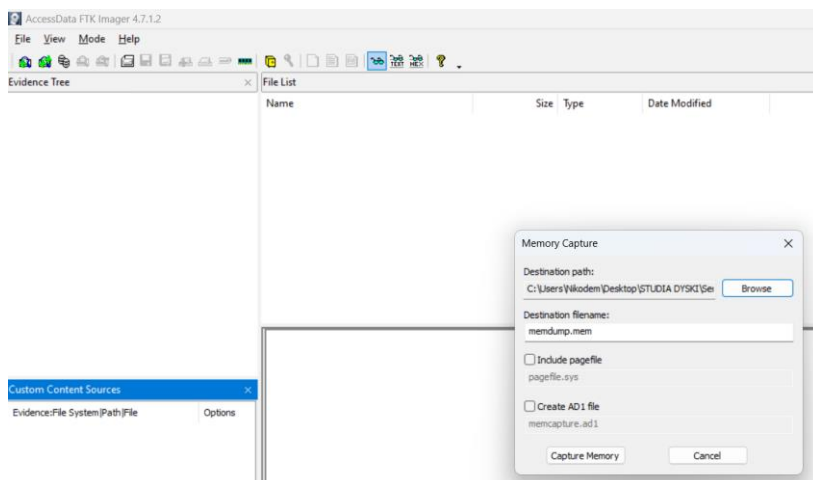 AccessData FTK Imager 4.7.1.2
File View Mode Help
TEXT HEX
Evidence Tree
File List
Name Size Type Date Modified
Memory Capture
Destination path:
C:\Users\Nikodem\Desktop\STUDIA DYSKI\Se Browse
Destination filename:
memdump.mem
Include pagefile
pagefile.sys
Create AD1 file
memcapture.ad1
Capture Memory Cancel
Custom Content Sources
Evidence:File System|Path|File Options